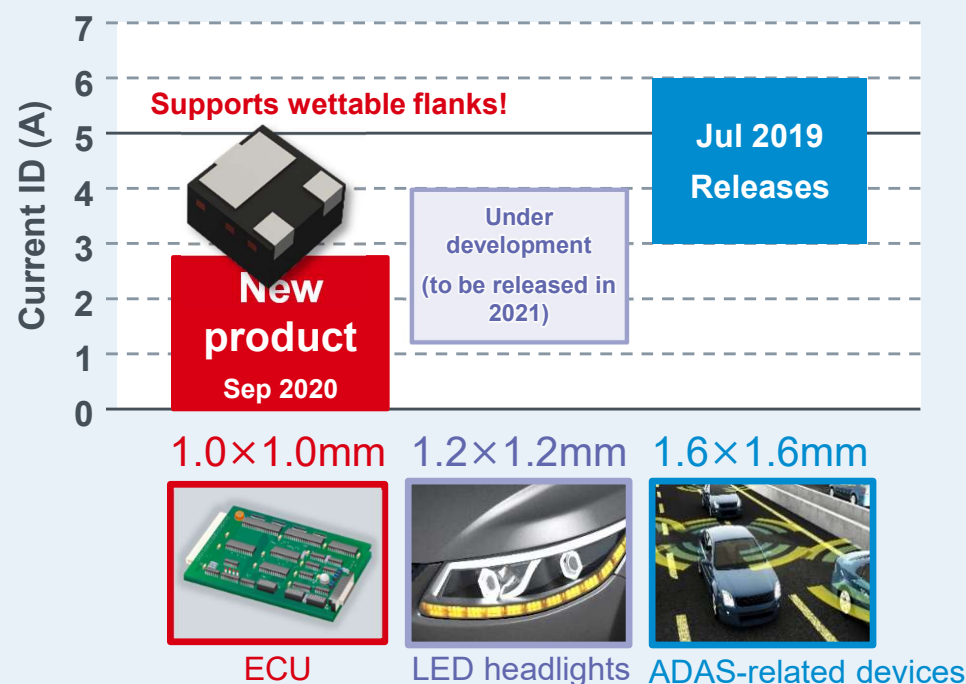 Current ID (A)
7
6
5
4
3
2
1
0
Supports wettable flanks!
New
product
Sep 2020
Under
development
(to be released in
2021)
Jul 2019
Releases
1.0×1.0mm
1.2×1.2mm
1.6×1.6mm
ECU
LED headlights
ADAS-related devices